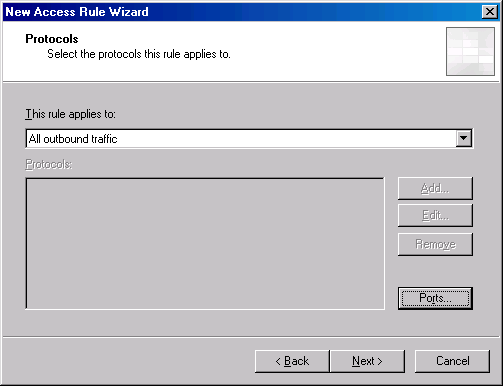 New Access Rule Wizard
Protocols
Select the protocols this rule applies to.
This rule applies to:
All outbound traffic
Protocols:
Add...
Edit...
Remove
Ports...
< Back
Next >
Cancel